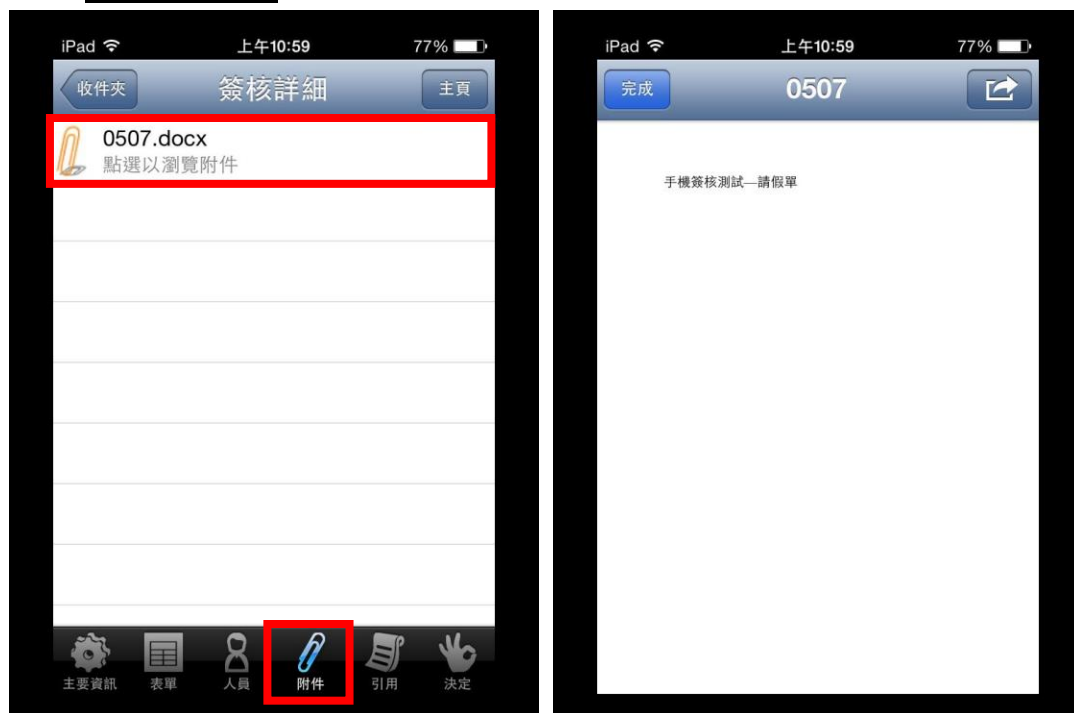 iPad 上午10:59 77%
收件夾 簽核詳細 主頁
0507.docx
點選以瀏覽附件
主要資訊 表單 人員 附件 引用 決定
iPad 上午10:59 77%
完成 0507
手機簽核測試—請假單